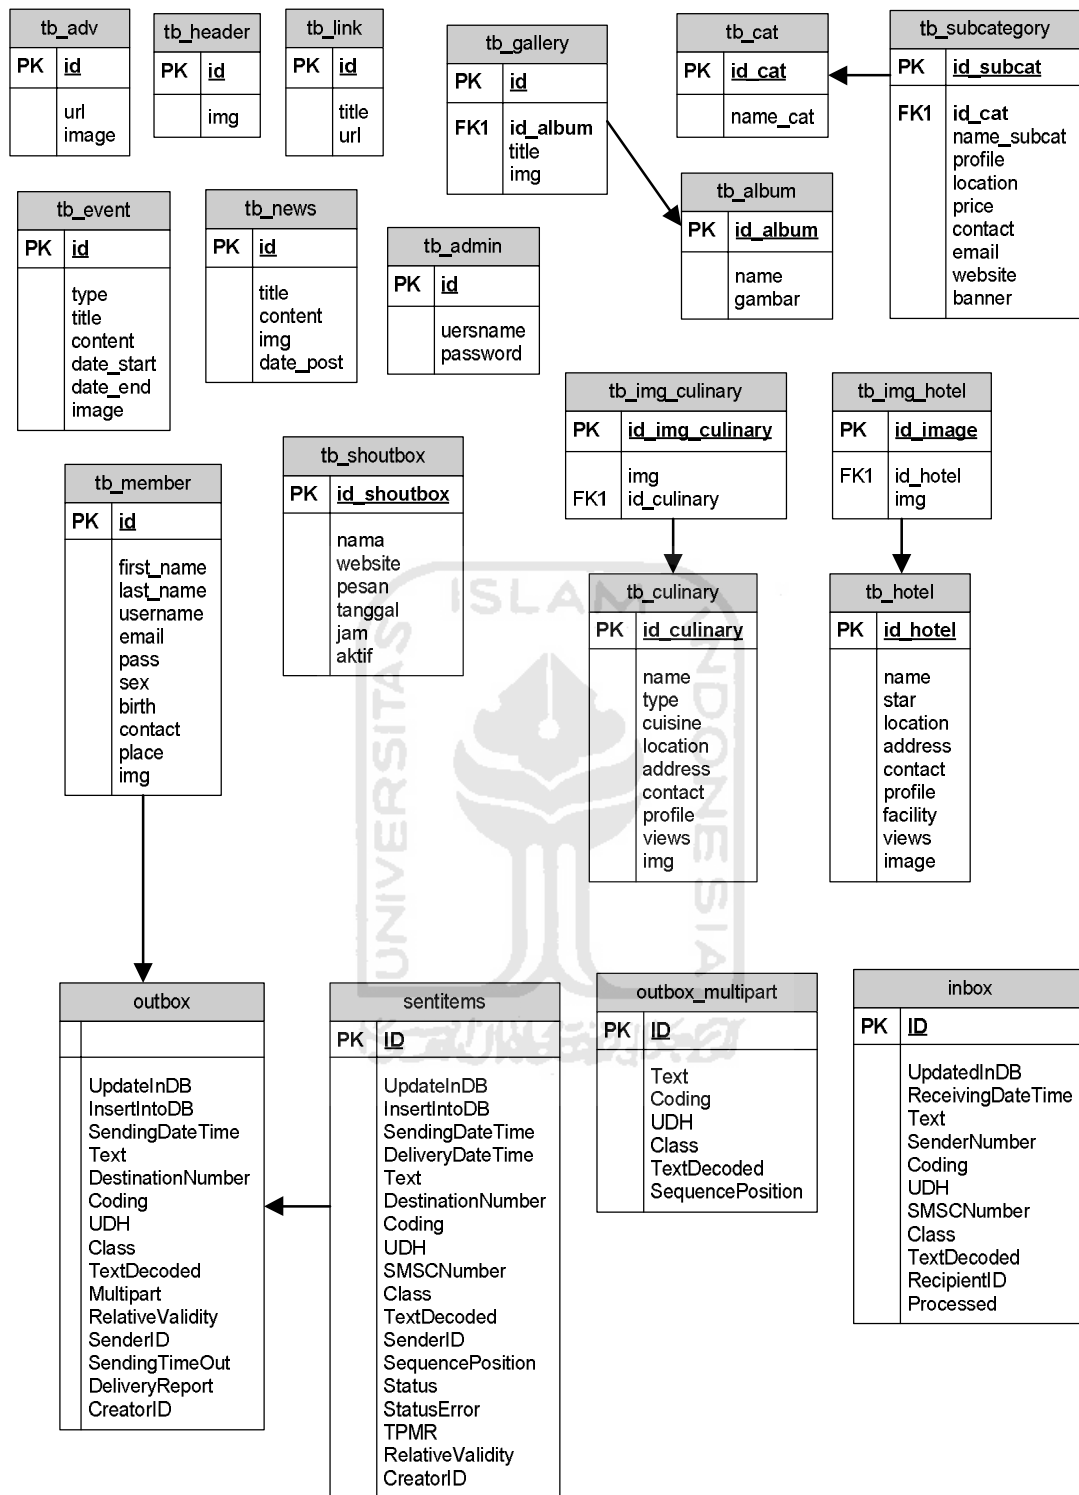 tb_adv
PK id
url
image
tb_header
PK id
img
tb_link
PK id
title
url
tb_gallery
PK id
FK1 id_album
title
img
tb_cat
PK id_cat
name_cat
tb_subcategory
PK id_subcat
FK1 id_cat
name_subcat
profile
location
price
contact
email
website
banner
tb_event
PK id
type
title
content
date_start
date_end
image
tb_news
PK id
title
content
img
date_post
tb_admin
PK id
uersname
password
tb_album
PK id_album
name
gambar
tb_img_culinary
PK id_img_culinary
img
FK1 id_culinary
tb_img_hotel
PK id_image
FK1 id_hotel
img
tb_member
PK id
first_name
last_name
username
email
pass
sex
birth
contact
place
img
tb_shoutbox
PK id_shoutbox
nama
website
pesan
tanggal
jam
aktif
tb_culinary
PK id_culinary
name
type
cuisine
location
address
contact
profile
views
img
tb_hotel
PK id_hotel
name
star
location
address
contact
profile
facility
views
image
UNIVERSITAS
ISLAM
INDONESIA
outbox
UpdateInDB
InsertIntoDB
SendingDateTime
Text
DestinationNumber
Coding
UDH
Class
TextDecoded
Multipart
RelativeValidity
SenderID
SendingTimeOut
DeliveryReport
CreatorID
sentitems
PK ID
UpdateInDB
InsertIntoDB
SendingDateTime
DeliveryDateTime
Text
DestinationNumber
Coding
UDH
SMSCNumber
Class
TextDecoded
SenderID
SequencePosition
Status
StatusError
TPMR
RelativeValidity
CreatorID
outbox_multipart
PK ID
Text
Coding
UDH
Class
TextDecoded
SequencePosition
inbox
PK ID
UpdatedInDB
ReceivingDateTime
Text
SenderNumber
Coding
UDH
SMSCNumber
Class
TextDecoded
RecipientID
Processed